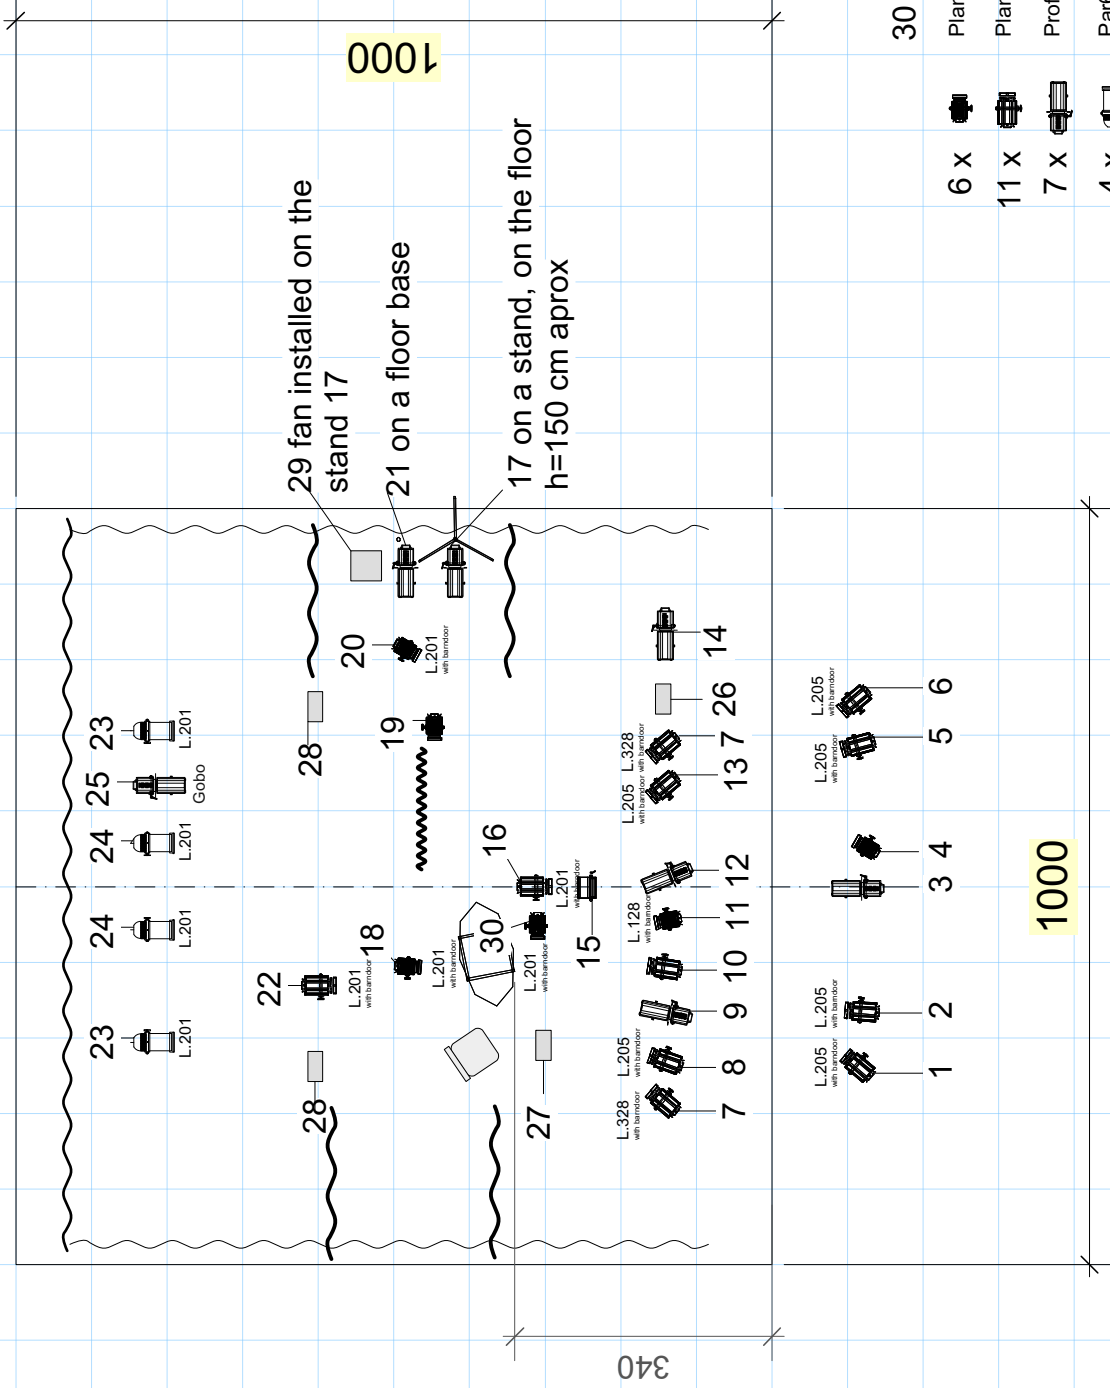 1000
30
6 x Plan
11 x Plan
7 x Prof
4 x Par
29 fan installed on the
stand 17
21 on a floor base
17 on a stand, on the floor
h=150 cm aprox
23
L.201
25
Gobo
24
L.201
24
L.201
23
L.201
28
28
20
L.201
with barndoor
19
18
L.201
with barndoor
22
L.201
with barndoor
16
L.201
with barndoor
30
L.201
with barndoor
15
27
14
26
7
L.328
with barndoor
13
L.205
with barndoor
12
11
L.128
with barndoor
10
9
8
L.205
with barndoor
7
L.328
with barndoor
6
L.205
with barndoor
5
L.205
with barndoor
4
3
2
L.205
with barndoor
1
L.205
with barndoor
1000
340